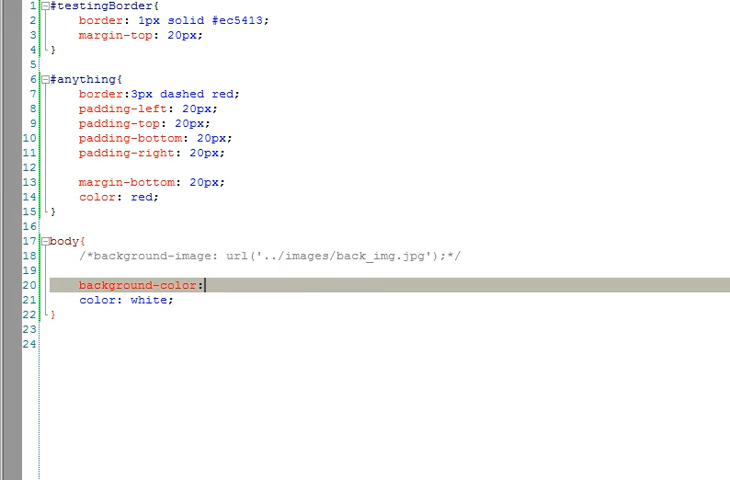 1 #testingBorder{
2 border: 1px solid #ec5413;
3 margin-top: 20px;
4 }
5
6 #anything{
7 border:3px dashed red;
8 padding-left: 20px;
9 padding-top: 20px;
10 padding-bottom: 20px;
11 padding-right: 20px;
12
13 margin-bottom: 20px;
14 color: red;
15 }
16
17 body{
18 /*background-image: url('../images/back_img.jpg');*/
19
20 background-color:
21 color: white;
22 }
23
24